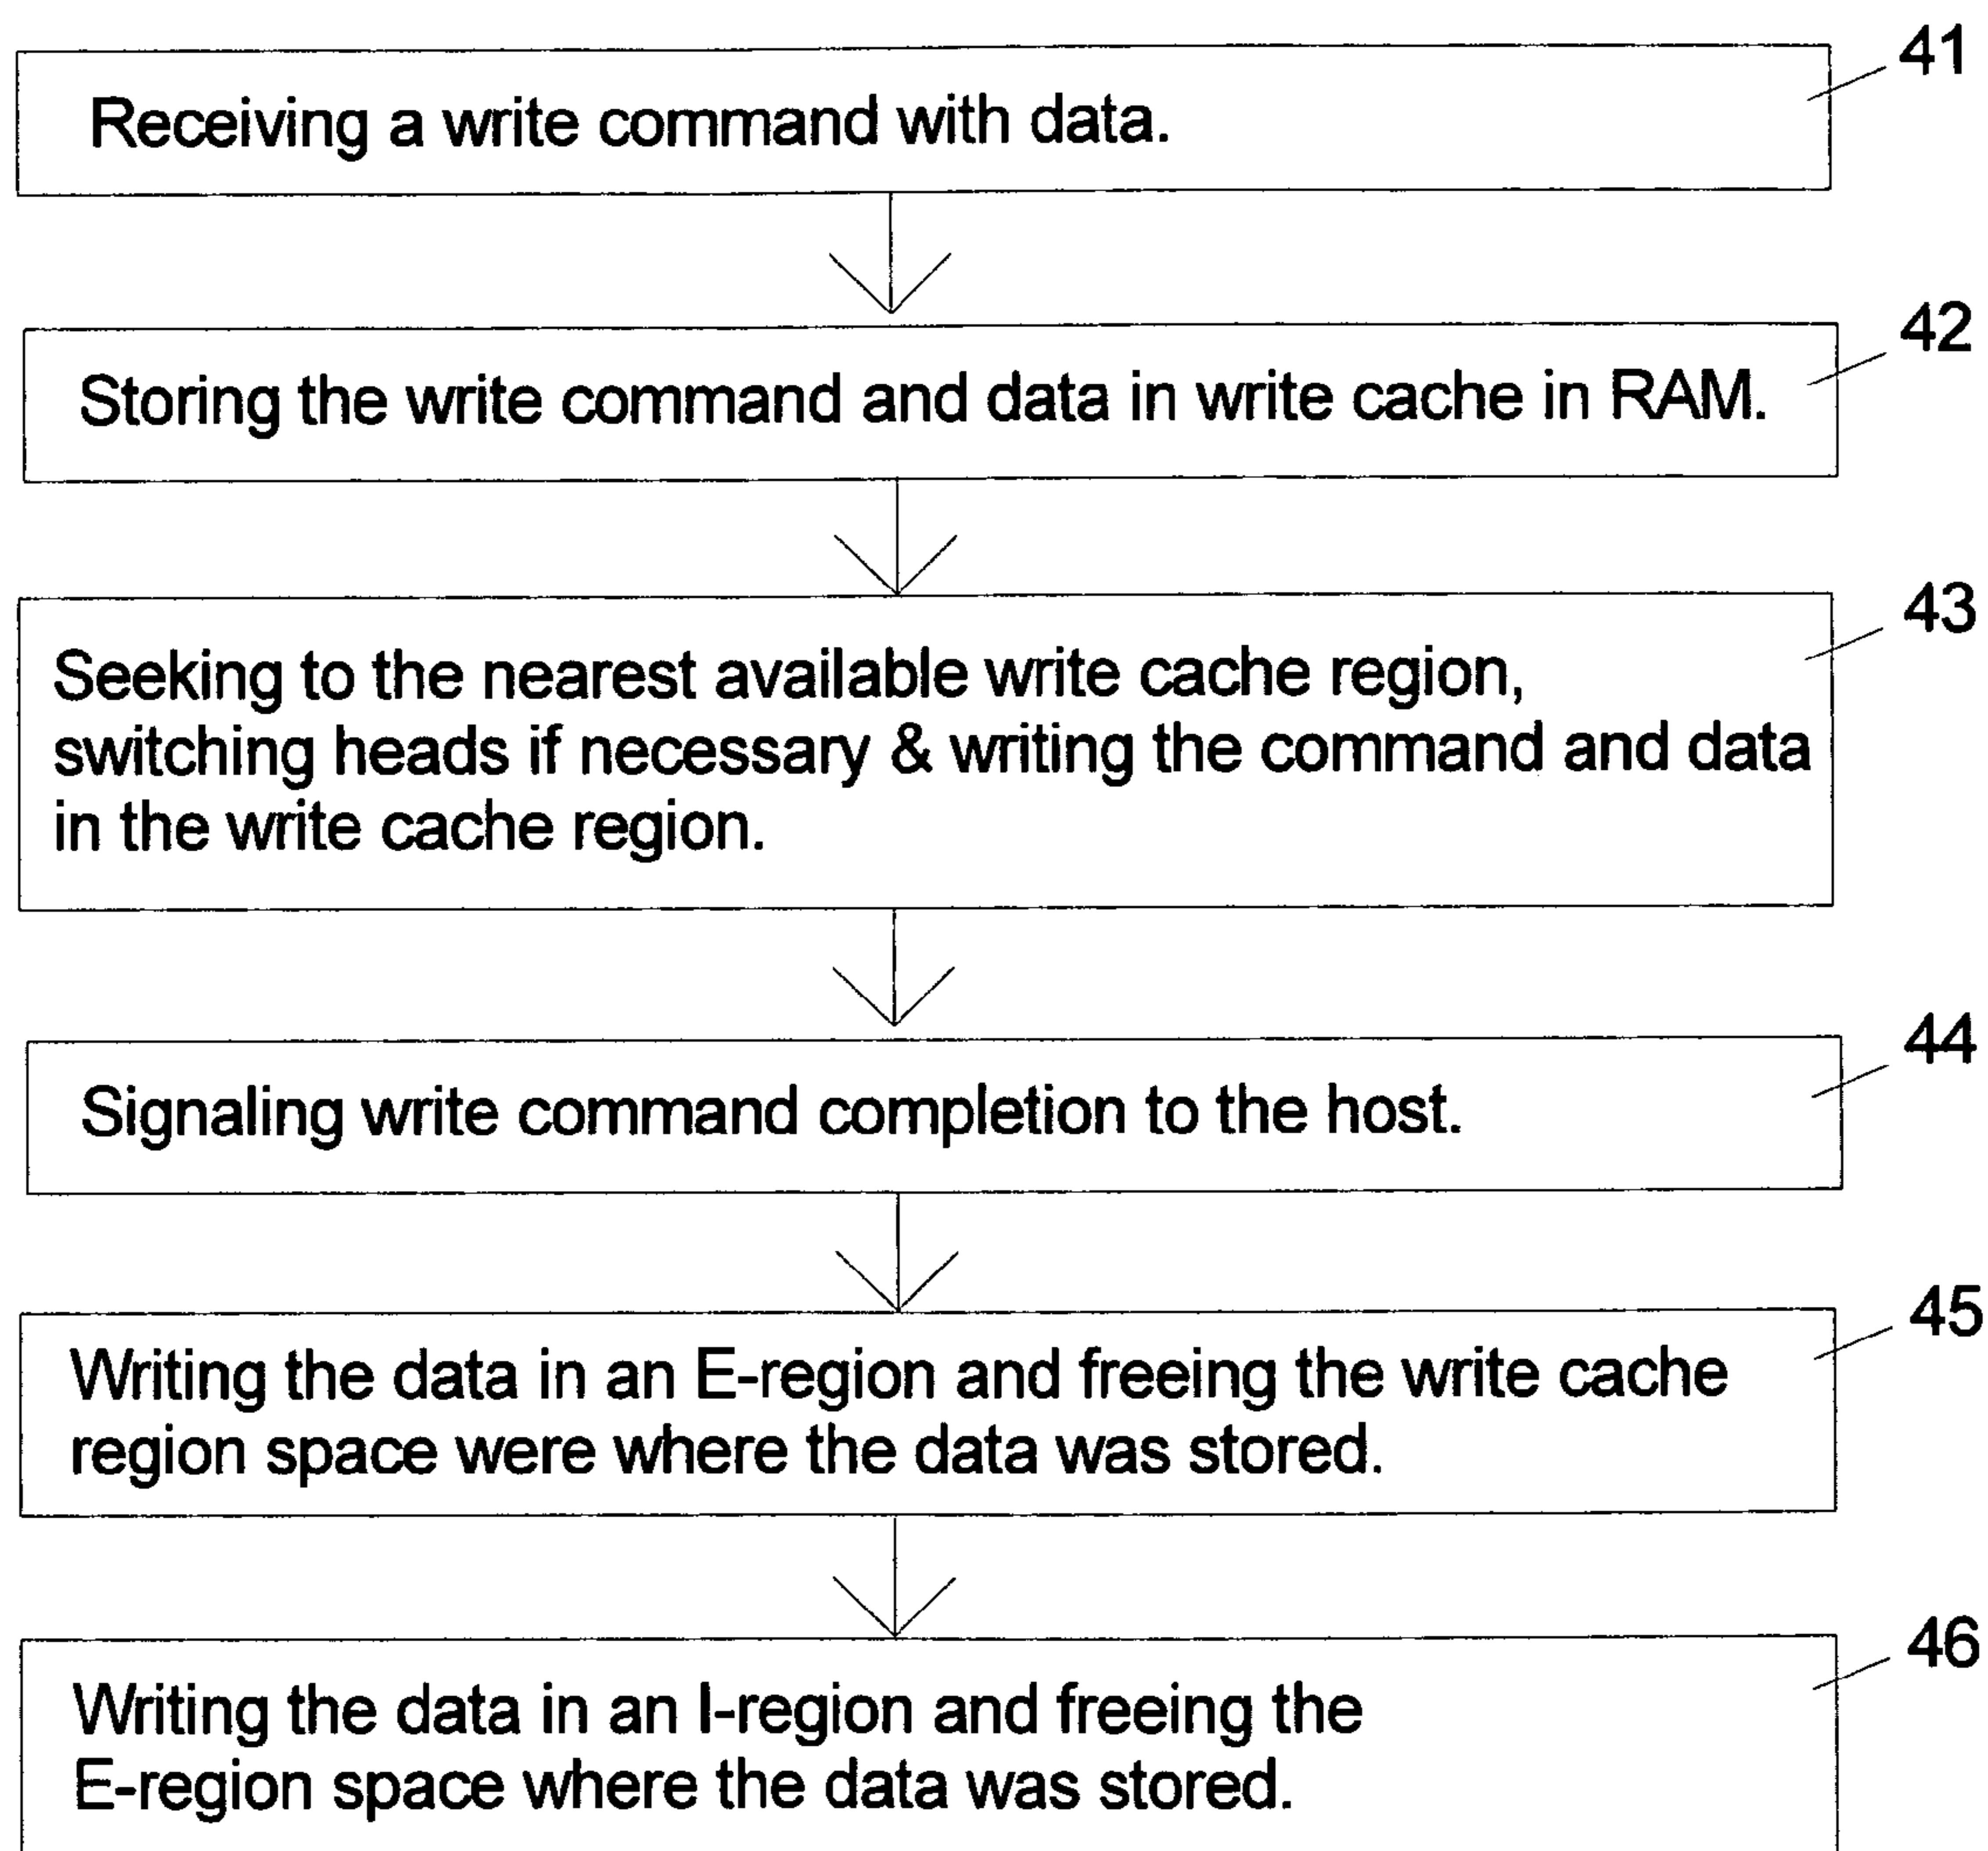 41
Receiving a write command with data.
42
Storing the write command and data in write cache in RAM.
43
Seeking to the nearest available write cache region,
switching heads if necessary & writing the command and data
in the write cache region.
44
Signaling write command completion to the host.
45
Writing the data in an E-region and freeing the write cache
region space were where the data was stored.
46
Writing the data in an I-region and freeing the
E-region space where the data was stored.